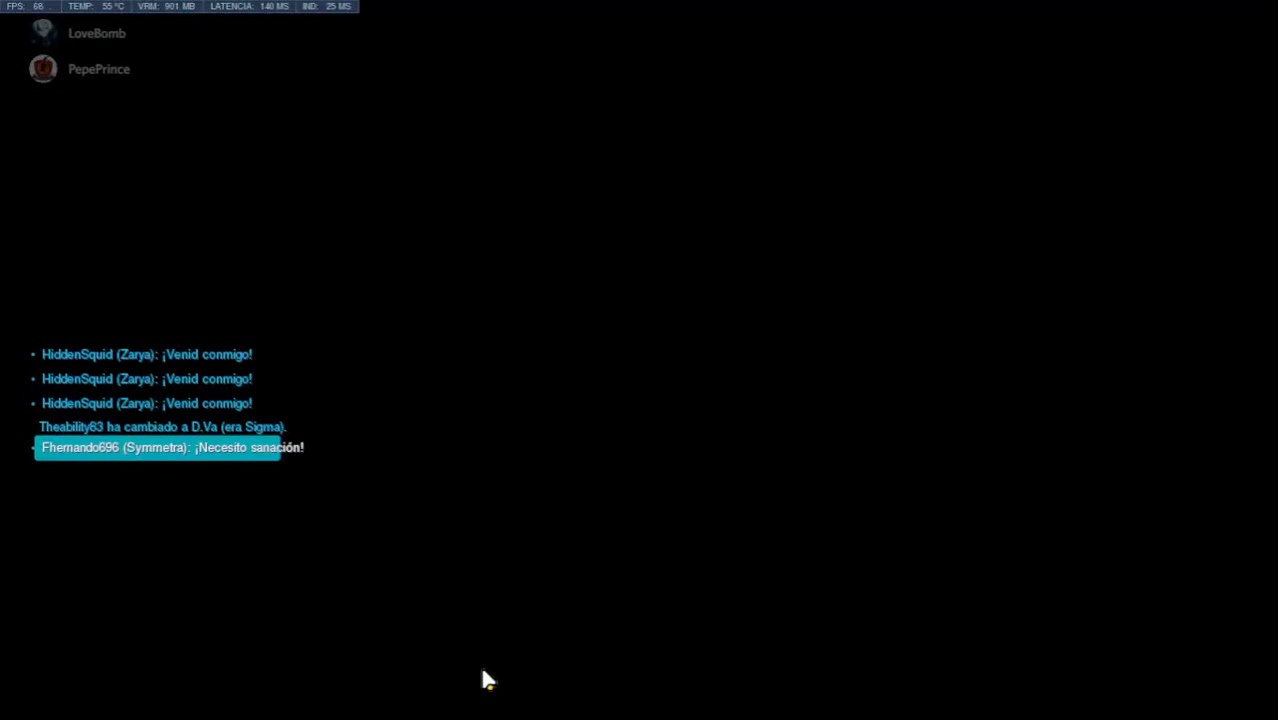 FPS: 68 TEMP: 55 °C VRM: 901 MB LATENCIA: 140 MS IND: 25 MS
LoveBomb
PepePrince
HiddenSquid (Zarya): ¡Venid conmigo!
HiddenSquid (Zarya): ¡Venid conmigo!
HiddenSquid (Zarya): ¡Venid conmigo!
Theability83 ha cambiado a D.Va (era Sigma).
Fhernando696 (Symmetra): ¡Necesito sanación!